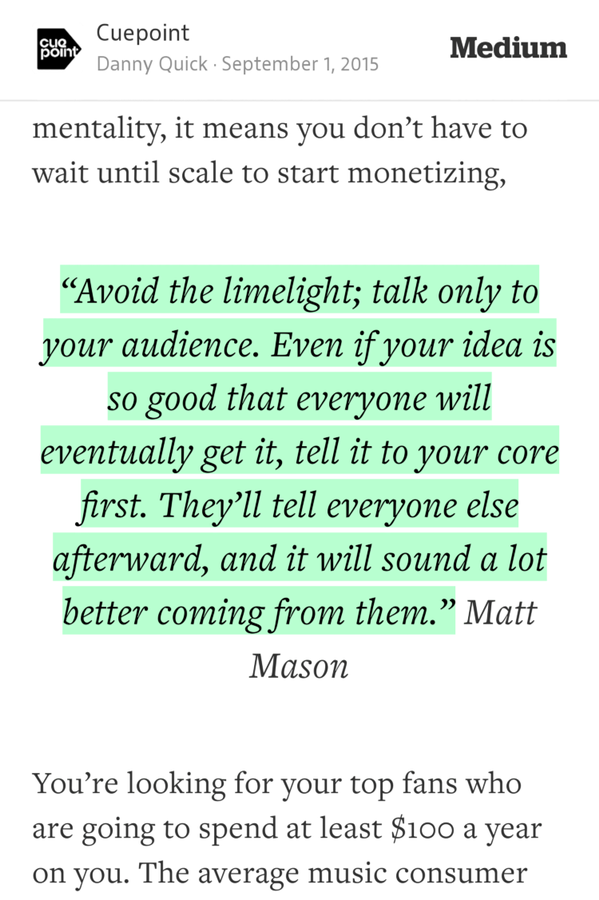 cue
point
Cuepoint
Danny Quick · September 1, 2015
Medium
mentality, it means you don’t have to
wait until scale to start monetizing,
“Avoid the limelight; talk only to
your audience. Even if your idea is
so good that everyone will
eventually get it, tell it to your core
first. They’ll tell everyone else
afterward, and it will sound a lot
better coming from them.” Matt
Mason
You’re looking for your top fans who
are going to spend at least $100 a year
on you. The average music consumer